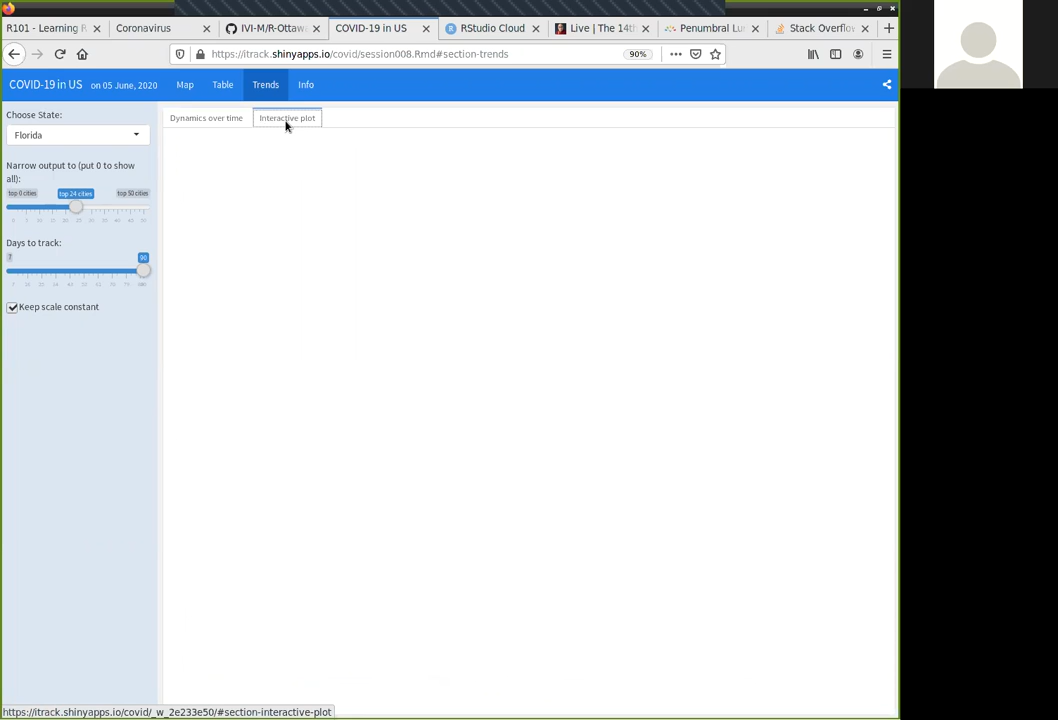 R101 - Learning R
Coronavirus
IVI-M/R-Ottaw
COVID-19 in US
RStudio Cloud
Live | The 14th
Penumbral Lu
Stack Overflow
https://itrack.shinyapps.io/covid/session008.Rmd#section-trends
90%
COVID-19 in US on 05 June, 2020
Map
Table
Trends
Info
Choose State:
Florida
Narrow output to (put 0 to show
all):
top 0 cities
top 24 cities
top 50 cities
Days to track:
7
90
Keep scale constant
Dynamics over time
Interactive plot
https://itrack.shinyapps.io/covid/_w_2e233e50/#section-interactive-plot